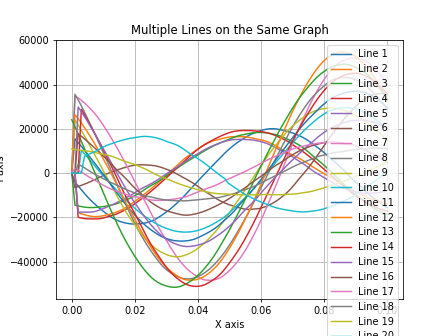 Multiple Lines on the Same Graph
60000
40000
20000
0
−20000
−40000
0.00
0.02
0.04
0.06
X axis
axis
Line 1
Line 2
Line 3
Line 4
Line 5
Line 6
Line 7
Line 8
Line 9
Line 10
Line 11
Line 12
Line 13
Line 14
Line 15
Line 16
Line 17
Line 18
Line 19
Line 20